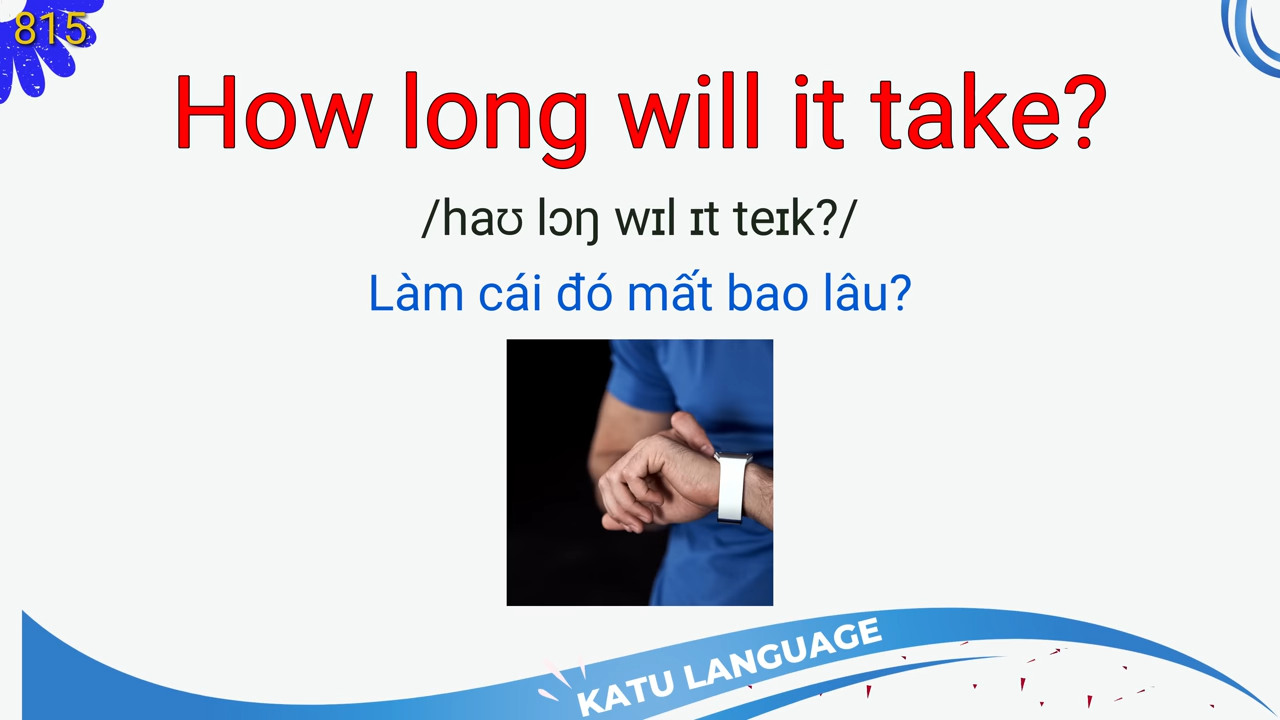 815
How long will it take?
/haʊ lɔŋ wɪl ɪt teɪk?/
Làm cái đó mất bao lâu?
KATU LANGUAGE